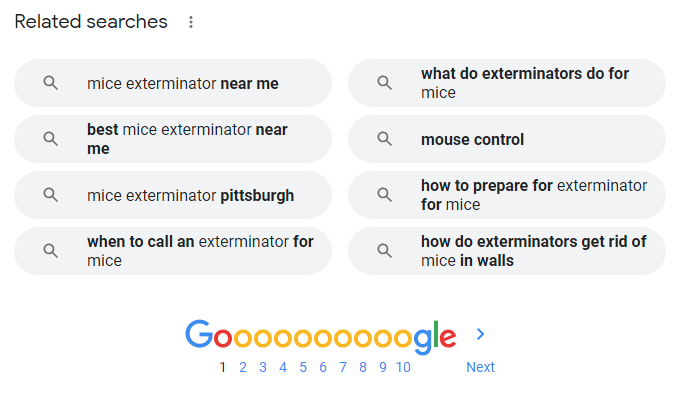 Related searches
mice exterminator near me
what do exterminators do for
mice
best mice exterminator near
me
mouse control
mice exterminator pittsburgh
how to prepare for exterminator
for mice
when to call an exterminator for
mice
how do exterminators get rid of
mice in walls
Goooooooooogle
1 2 3 4 5 6 7 8 9 10 Next